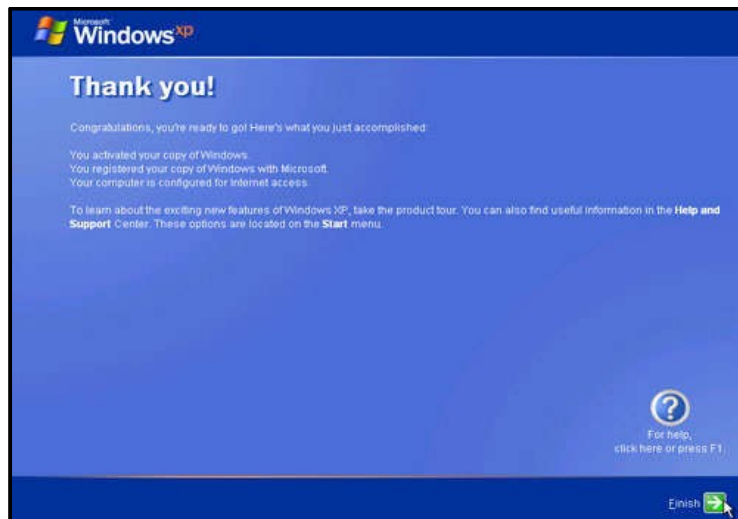 Microsoft
Windows xp
Thank you!
Congratulations, you're ready to go! Here's what you just accomplished:
You activated your copy of Windows.
You registered your copy of Windows with Microsoft.
Your computer is configured for Internet access.
To learn about the exciting new features of Windows XP, take the product tour. You can also find useful information in the Help and
Support Center. These options are located on the Start menu.
For help,
click here or press F1.
Finish